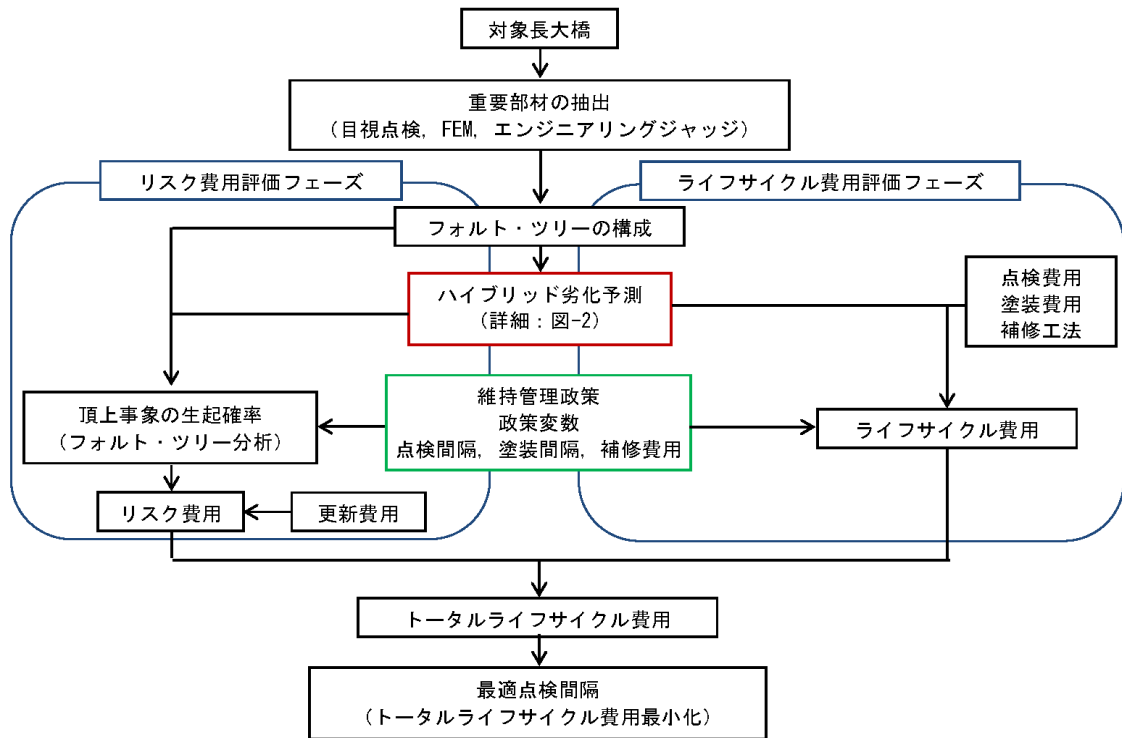 対象長大橋
重要部材の抽出
(目視点検, FEM, エンジニアリングジャッジ)
リスク費用評価フェーズ
ライフサイクル費用評価フェーズ
フォルト・ツリーの構成
ハイブリッド劣化予測
(詳細:図-2)
点検費用
塗装費用
補修工法
維持管理政策
政策変数
点検間隔, 塗装間隔, 補修費用
頂上事象の生起確率
(フォルト・ツリー分析)
ライフサイクル費用
リスク費用
更新費用
トータルライフサイクル費用
最適点検間隔
(トータルライフサイクル費用最小化)